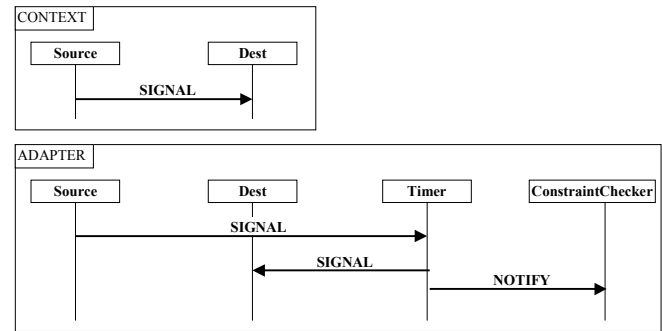 CONTEXT
Source Dest
SIGNAL
ADAPTER
Source Dest Timer ConstraintChecker
SIGNAL
SIGNAL
NOTIFY